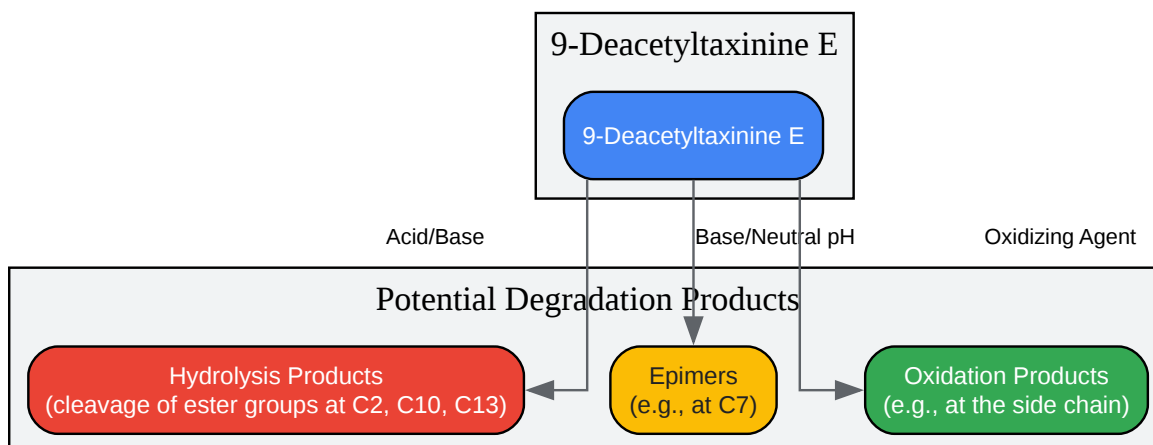 9-Deacetyltaxinine E
9-Deacetyltaxinine E
Acid/Base
Base/Neutral pH
Oxidizing Agent
Potential Degradation Products
Hydrolysis Products
(cleavage of ester groups at C2, C10, C13)
Epimers
(e.g., at C7)
Oxidation Products
(e.g., at the side chain)